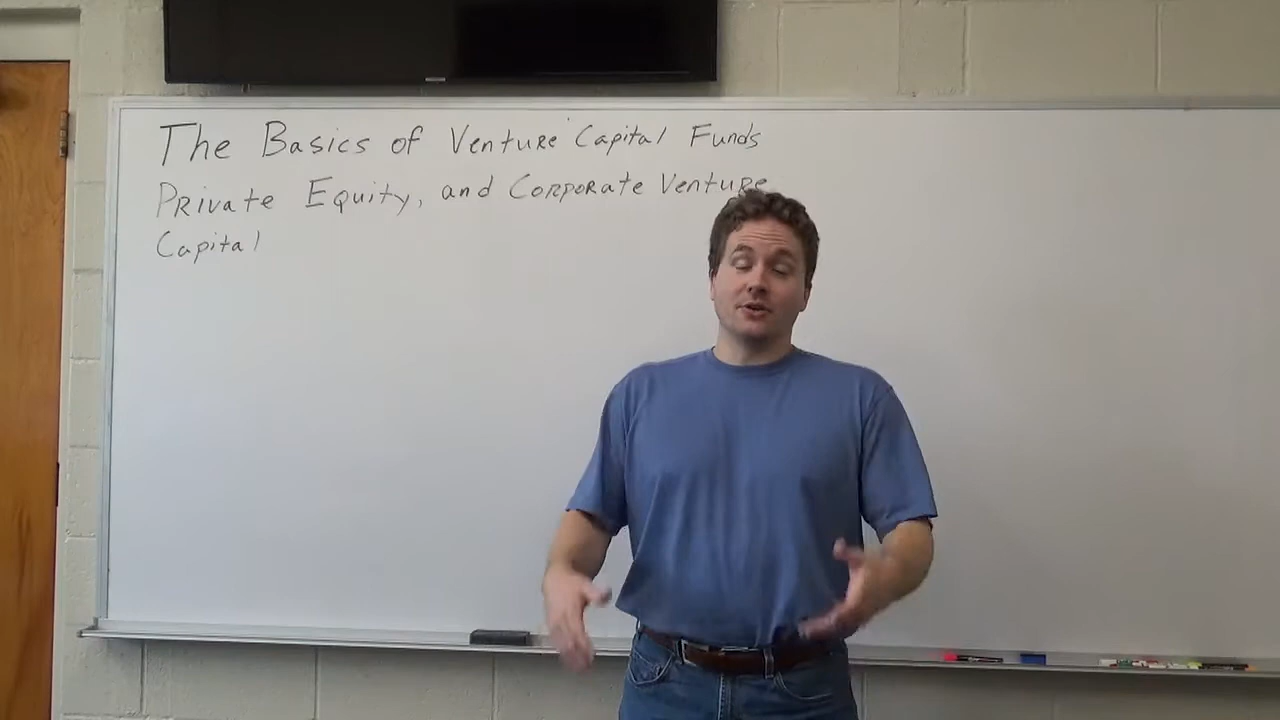 The Basics of Venture Capital Funds
Private Equity, and Corporate Venture
Capital